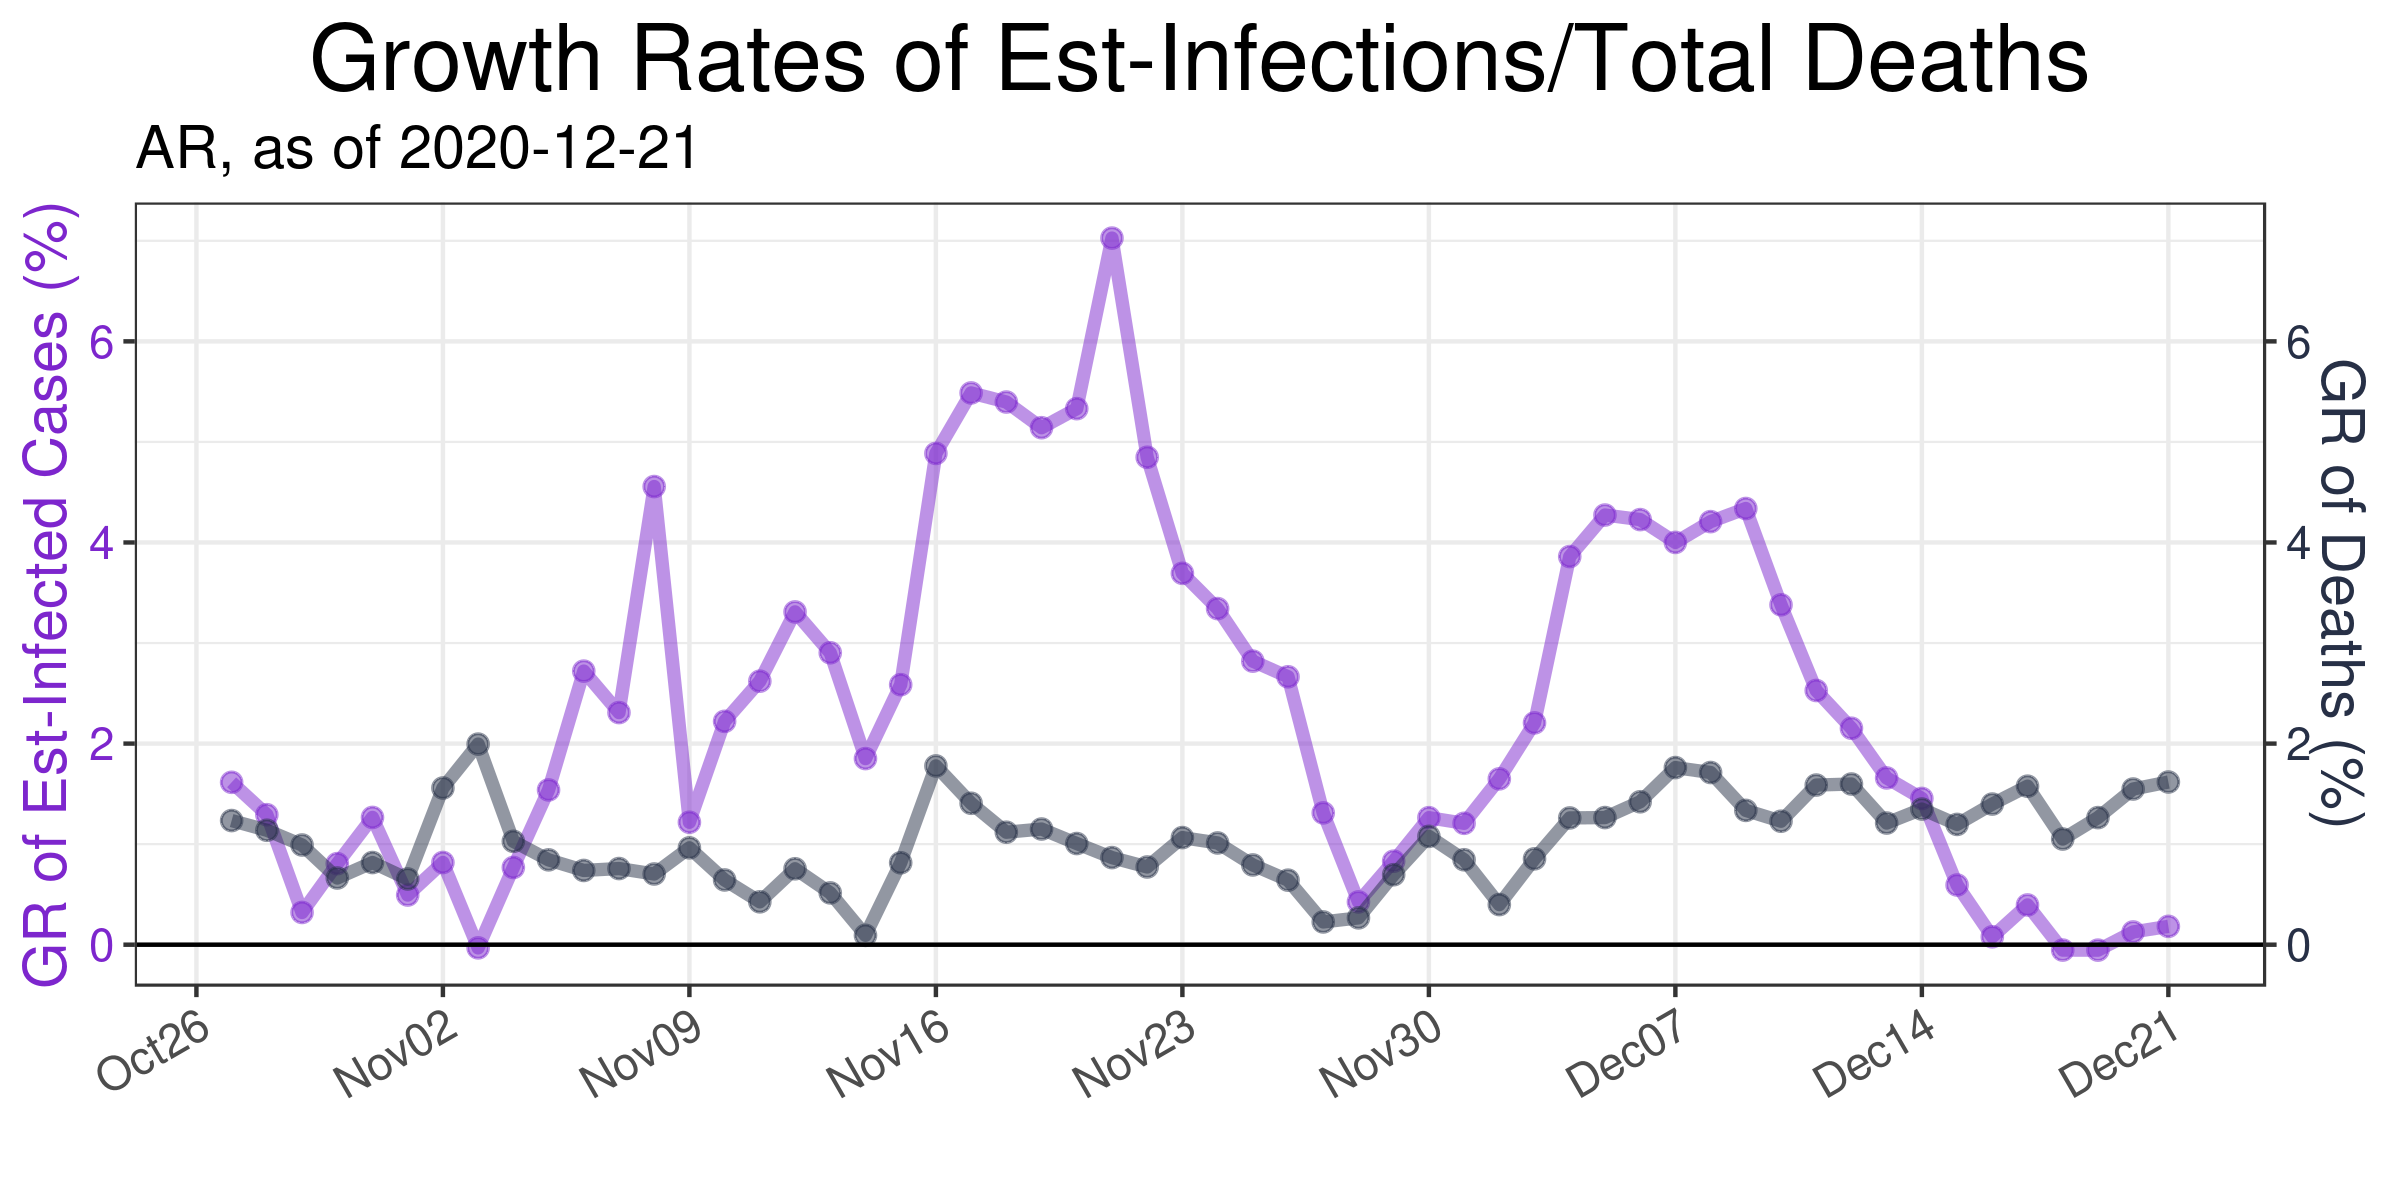 Growth Rates of Est-Infections/Total Deaths
AR, as of 2020-12-21
GR of Est-Infected Cases (%)
6
4
2
0
6
4
2
0
GR of Deaths (%)
Oct26
Nov02
Nov09
Nov16
Nov23
Nov30
Dec07
Dec14
Dec21